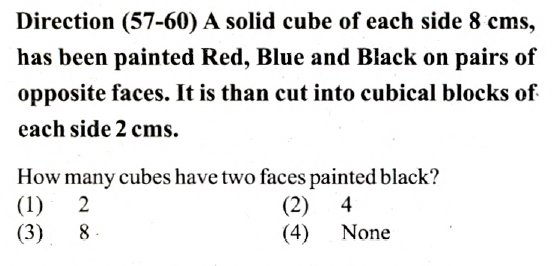 Direction (57-60) A solid cube of each side 8 cms,
has been painted Red, Blue and Black on pairs of
opposite faces. It is than cut into cubical blocks of
each side 2 cms.
How many cubes have two faces painted black?
(1) 2 (2) 4
(3) 8 (4) None